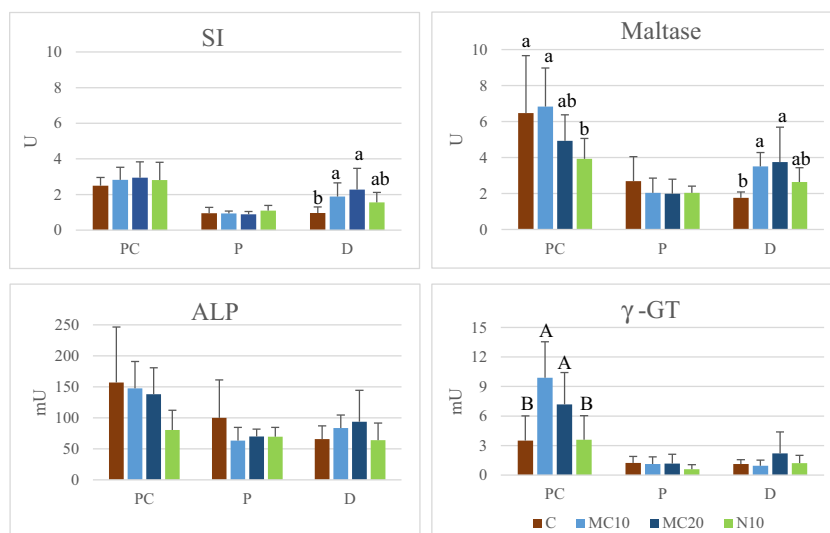 SI
10
8
6
4
2
0
U
b
a
a
ab
PC
P
D
Maltase
10
8
6
4
2
0
U
a
a
ab
b
b
a
a
ab
PC
P
D
ALP
250
200
150
100
50
0
mU
PC
P
D
γ -GT
15
12
9
6
3
0
mU
B
A
A
B
PC
P
D
C MC10 MC20 N10